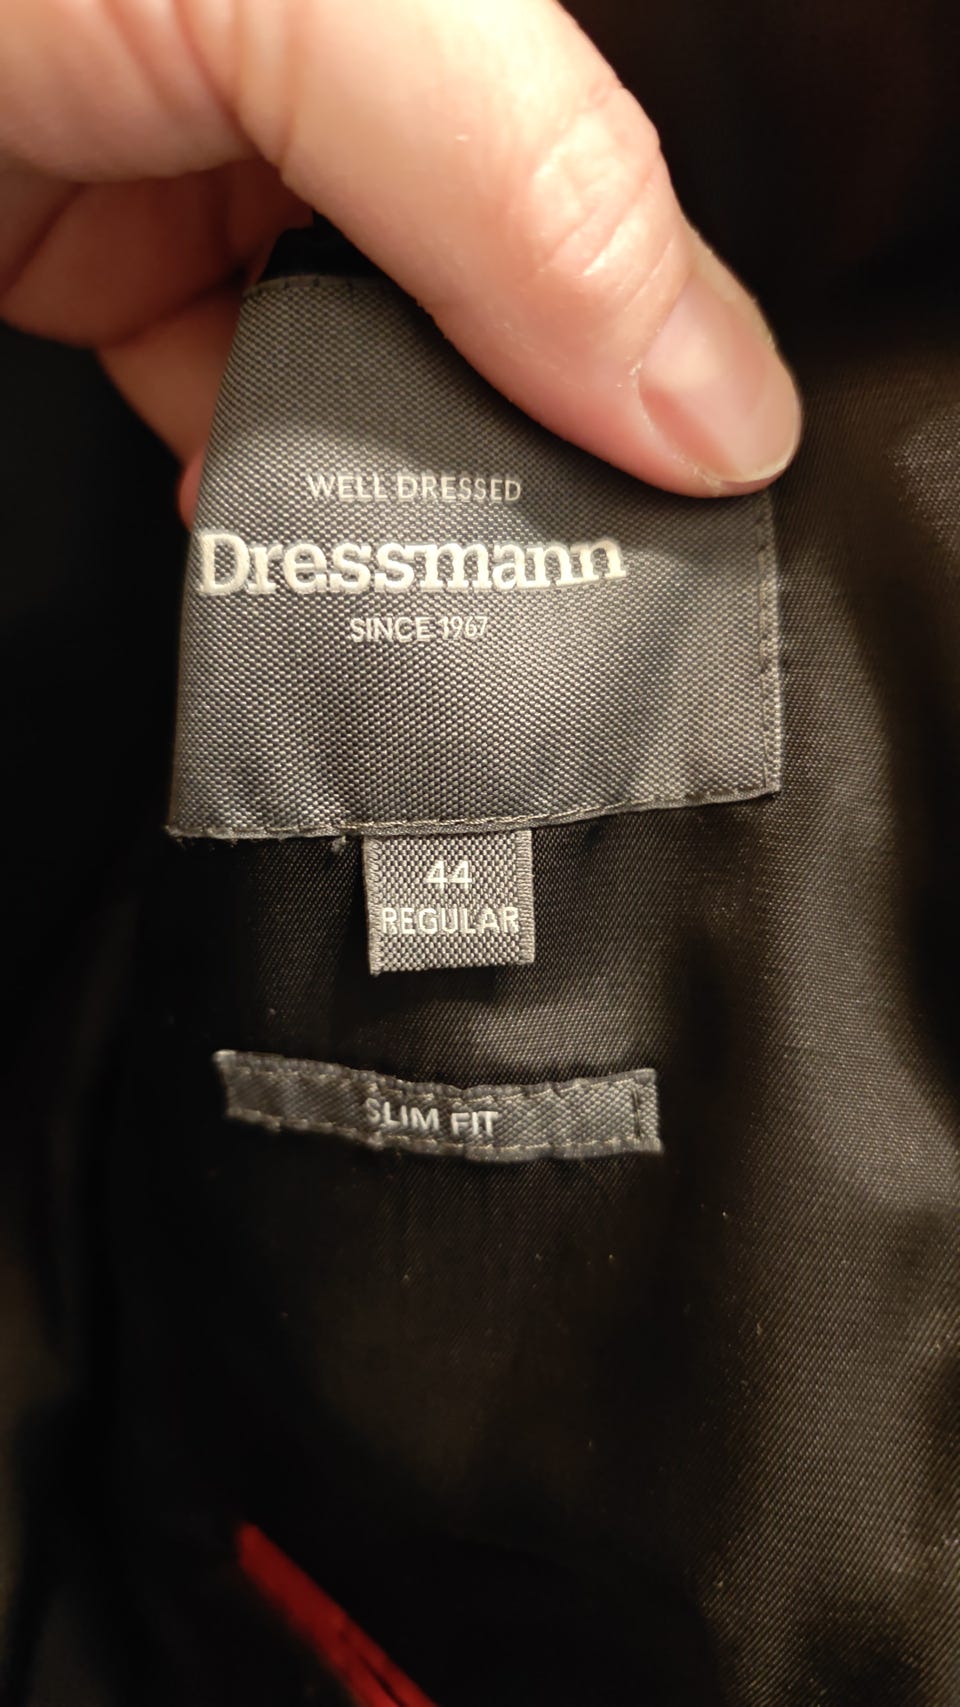 WELL DRESSED
Dressmann
SINCE 1967
44
REGULAR
SLIM FIT